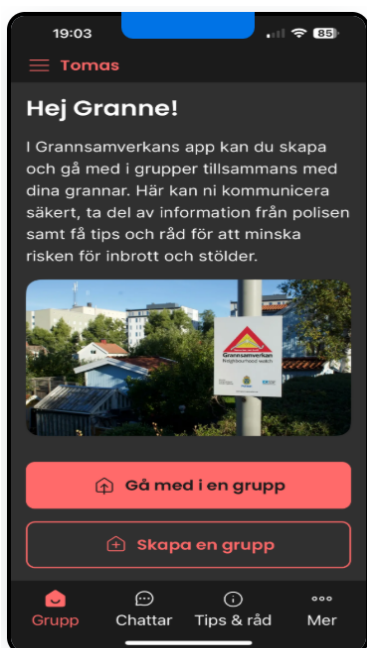 19:03
85
Tomas
Hej Granne!
I Grannsamverkans app kan du skapa
och gå med i grupper tillsammans med
dina grannar. Här kan ni kommunicera
säkert, ta del av information från polisen
samt få tips och råd för att minska
risken för inbrott och stölder.
Grannsamverkan
Neighbourhood watch
Gå med i en grupp
Skapa en grupp
Grupp
Chattar
Tips & råd
Mer